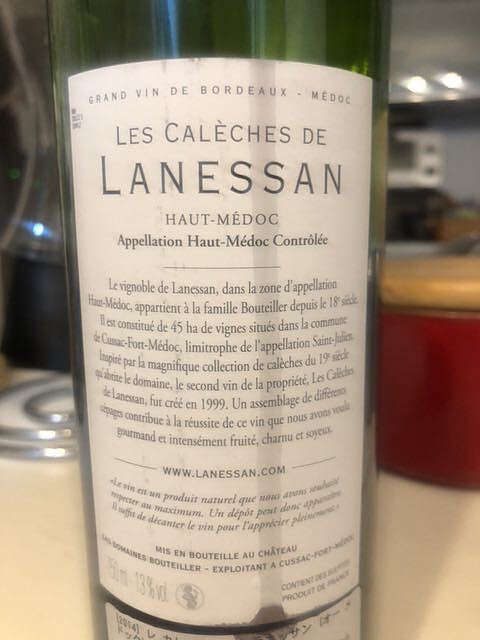 GRAND VIN DE BORDEAUX - MÉDOC
LES CALÈCHES DE
LANESSAN
HAUT-MÉDOC
Appellation Haut-Médoc Contrôlée
Le vignoble de Lanessan, dans la zone d'appellation
Haut-Médoc, appartient à la famille Bouteiller depuis le 18e siècle.
Il est constitué de 45 ha de vignes situés dans la commune
de Cussac-Fort-Médoc, limitrophe de l'appellation Saint-Julien.
Inspiré par la magnifique collection de calèches du 19e siècle
qu'abrite le domaine, le second vin de la propriété, Les Calèches
de Lanessan, fut créé en 1999. Un assemblage de différents
cépages contribue à la réussite de ce vin que nous avons voulu
gourmand et intensément fruité, charnu et soyeux.
WWW.LANESSAN.COM
«Le vin est un produit naturel que nous avons souhaité
respecter au maximum. Un dépôt peut donc apparaître.
Il suffit de décanter le vin pour l'apprécier pleinement.»
MIS EN BOUTEILLE AU CHÂTEAU
SAS DOMAINES BOUTEILLER - EXPLOITANT A CUSSAC-FORT-MÉDOC
750 ml - 13% vol
CONTIENT DES SULFITES
PRODUIT DE FRANCE
[2014] レ カレ